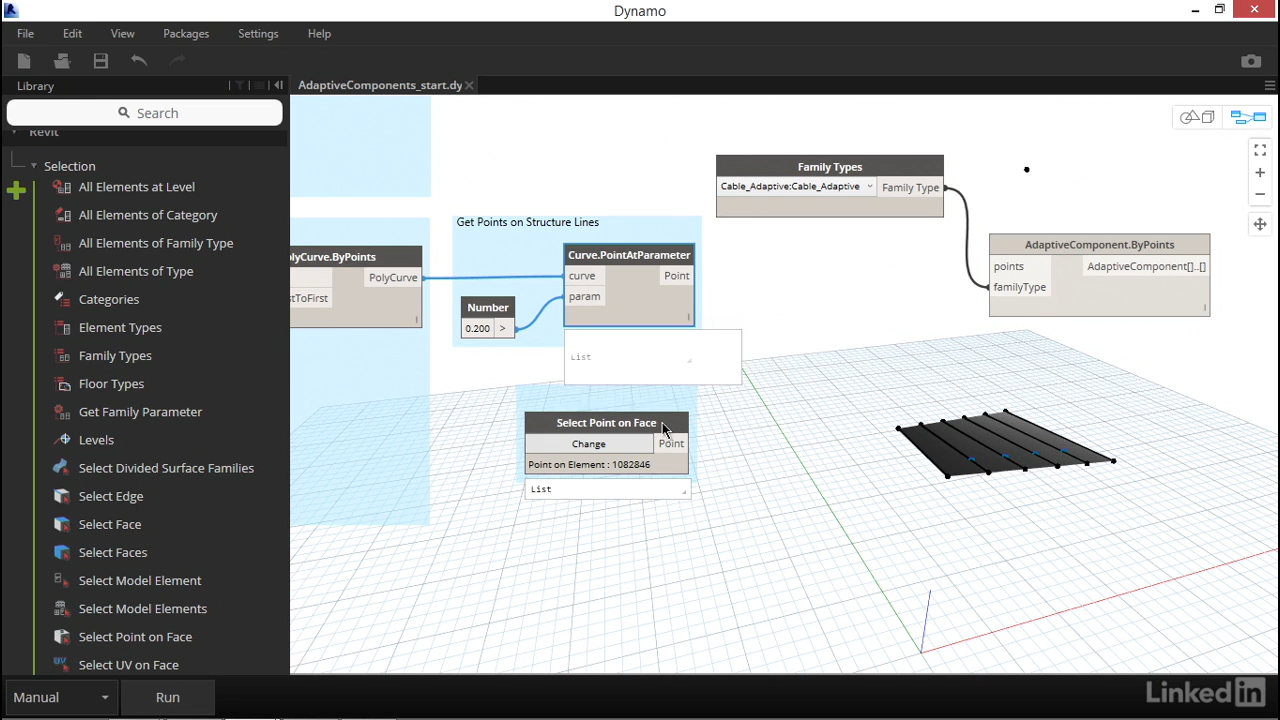 Dynamo
File Edit View Packages Settings Help
Library
AdaptiveComponents_start.dy
Search
Revit
Selection
All Elements at Level
All Elements of Category
All Elements of Family Type
All Elements of Type
Categories
Element Types
Family Types
Floor Types
Get Family Parameter
Levels
Select Divided Surface Families
Select Edge
Select Face
Select Faces
Select Model Element
Select Model Elements
Select Point on Face
Select UV on Face
Manual
Run
olyCurve.ByPoints
PolyCurve
stToFirst
Get Points on Structure Lines
Curve.PointAtParameter
curve Point
param
Number
0.200 >
List
Select Point on Face
Change Point
Point on Element : 1082846
List
Family Types
Cable_Adaptive:Cable_Adaptive Family Type
AdaptiveComponent.ByPoints
points AdaptiveComponent[]..[]
familyType
LinkedIn